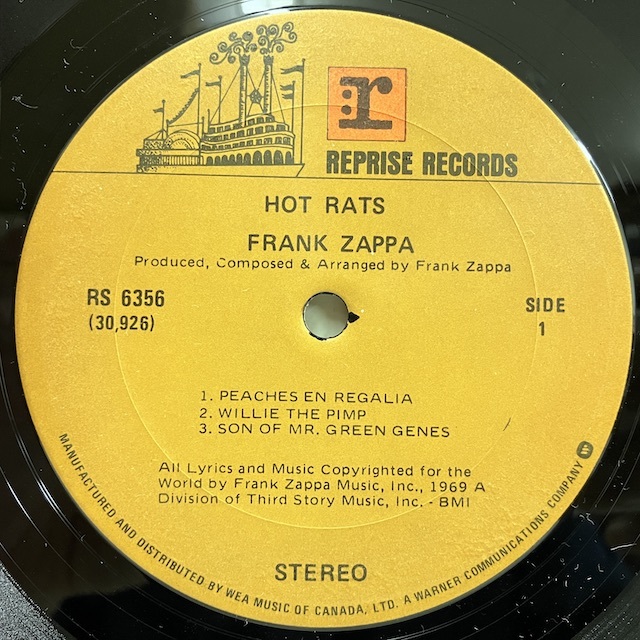 r
REPRISE RECORDS
HOT RATS
FRANK ZAPPA
Produced, Composed & Arranged by Frank Zappa
RS 6356
(30,926)
SIDE
1
1. PEACHES EN REGALIA
2. WILLIE THE PIMP
3. SON OF MR. GREEN GENES
All Lyrics and Music Copyrighted for the
World by Frank Zappa Music, Inc., 1969 A
Division of Third Story Music, Inc. - BMI
STEREO
MANUFACTURED AND DISTRIBUTED BY WEA MUSIC OF CANADA, LTD. A WARNER COMMUNICATIONS COMPANY